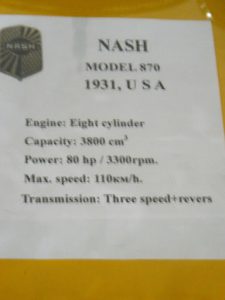 NASH
NASH
MODEL 870
1931, U S A
Engine: Eight cylinder
Capacity: 3800 cm³
Power: 80 hp / 3300rpm.
Max. speed: 110км/h.
Transmission: Three speed+revers